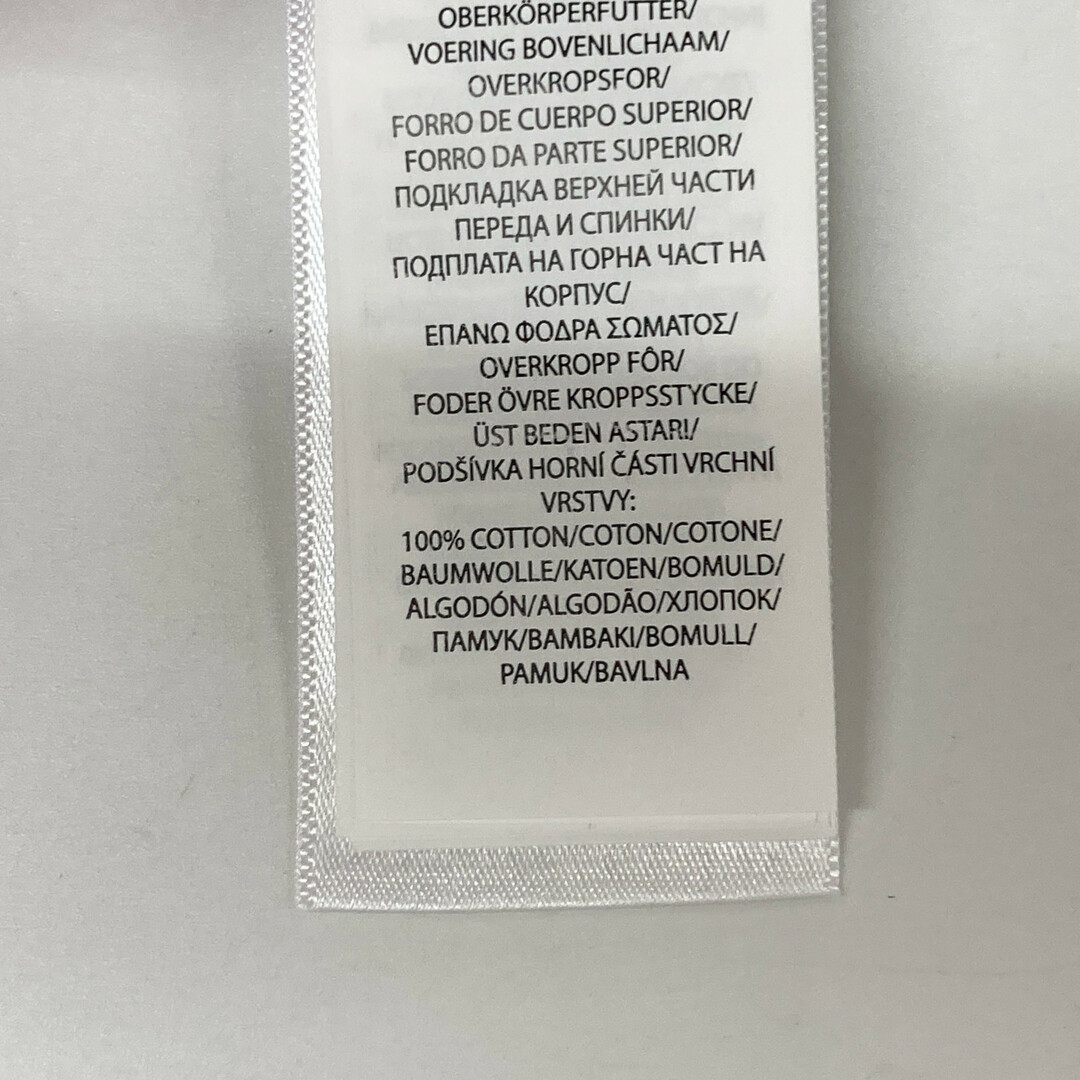 OBERKÖRPERFUTTER/
VOERING BOVENLICHAAM/
OVERKROPSFOR/
FORRO DE CUERPO SUPERIOR/
FORRO DA PARTE SUPERIOR/
ПОДКЛАДКА ВЕРХНЕЙ ЧАСТИ
ПЕРЕДА И СПИНКИ/
ПОДПЛАТА НА ГОРНА ЧАСТ НА
КОРПУС/
ΕΠΑΝΩ ΦΟΔΡΑ ΣΩΜΑΤΟΣ/
OVERKROPP FÔR/
FODER ÖVRE KROPPSSTYCKE/
ÜST BEDEN ASTARI/
PODŠÍVKA HORNÍ ČÁSTI VRCHNÍ
VRSTVY:
100% COTTON/COTON/COTONE/
BAUMWOLLE/KATOEN/BOMULD/
ALGODÓN/ALGODÃO/ХЛОПОК/
ПАМУК/ΒΑΜΒΑΚΙ/BOMULL/
PAMUK/BAVLNA